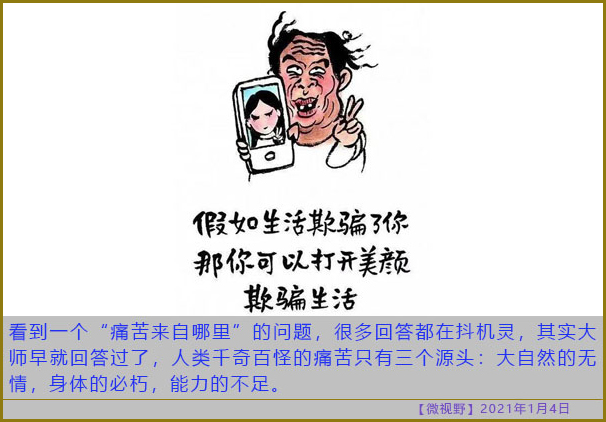 假如生活欺骗了你
那你可以打开美颜
欺骗生活
看到一个“痛苦来自哪里”的问题，很多回答都在抖机灵，其实大
师早就回答过了，人类千奇百怪的痛苦只有三个源头：大自然的无
情，身体的必朽，能力的不足。
【微视野】2021年1月4日